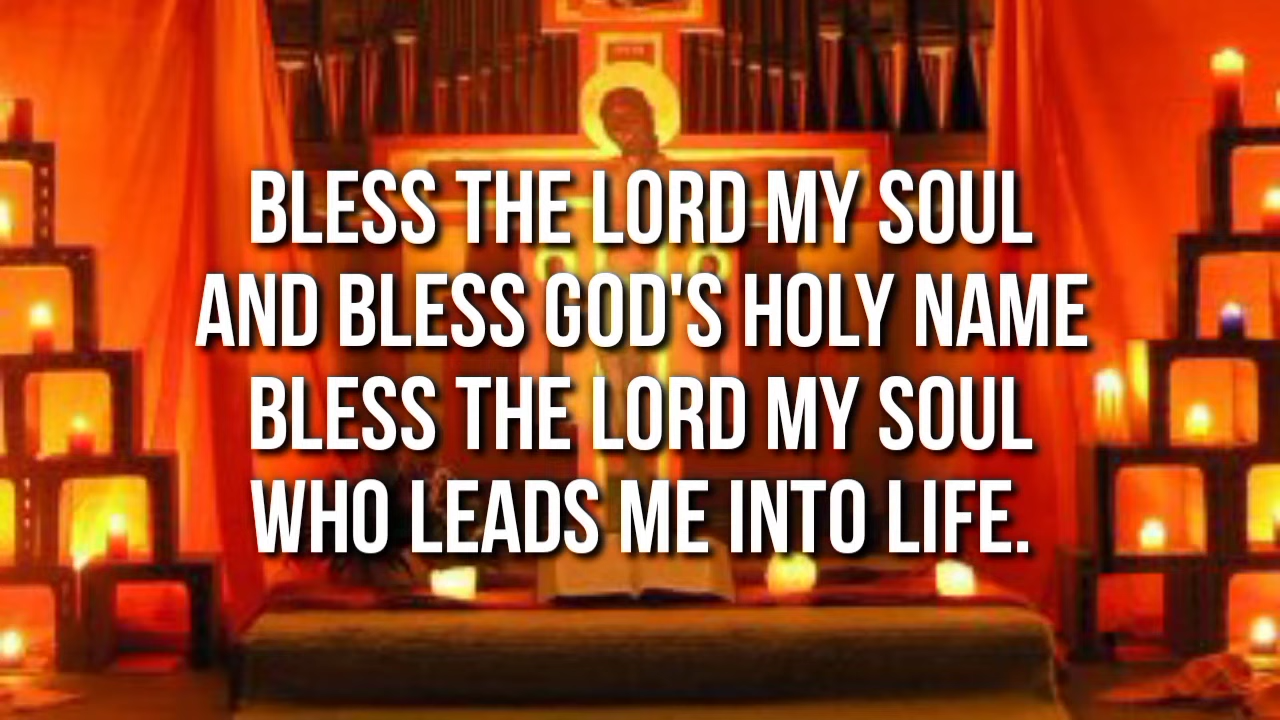 BLESS THE LORD MY SOUL
AND BLESS GOD'S HOLY NAME
BLESS THE LORD MY SOUL
WHO LEADS ME INTO LIFE.